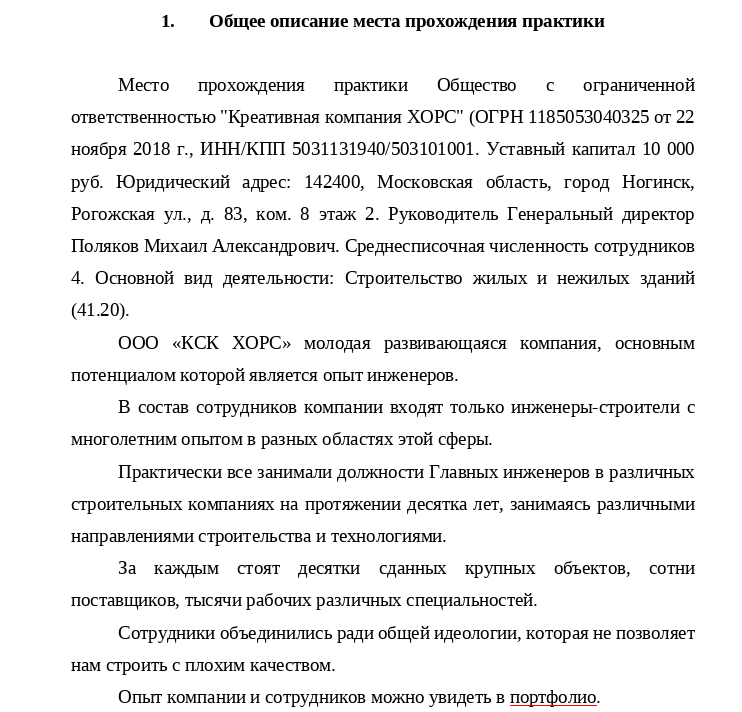 1. Общее описание места прохождения практики
Место прохождения практики Общество с ограниченной
ответственностью "Креативная компания ХОРС" (ОГРН 1185053040325 от 22
ноября 2018 г., ИНН/КПП 5031131940/503101001. Уставный капитал 10 000
руб. Юридический адрес: 142400, Московская область, город Ногинск,
Рогожская ул., д. 83, ком. 8 этаж 2. Руководитель Генеральный директор
Поляков Михаил Александрович. Среднесписочная численность сотрудников
4. Основной вид деятельности: Строительство жилых и нежилых зданий
(41.20).
ООО «КСК ХОРС» молодая развивающаяся компания, основным
потенциалом которой является опыт инженеров.
В состав сотрудников компании входят только инженеры-строители с
многолетним опытом в разных областях этой сферы.
Практически все занимали должности Главных инженеров в различных
строительных компаниях на протяжении десятка лет, занимаясь различными
направлениями строительства и технологиями.
За каждым стоят десятки сданных крупных объектов, сотни
поставщиков, тысячи рабочих различных специальностей.
Сотрудники объединились ради общей идеологии, которая не позволяет
нам строить с плохим качеством.
Опыт компании и сотрудников можно увидеть в портфолио.